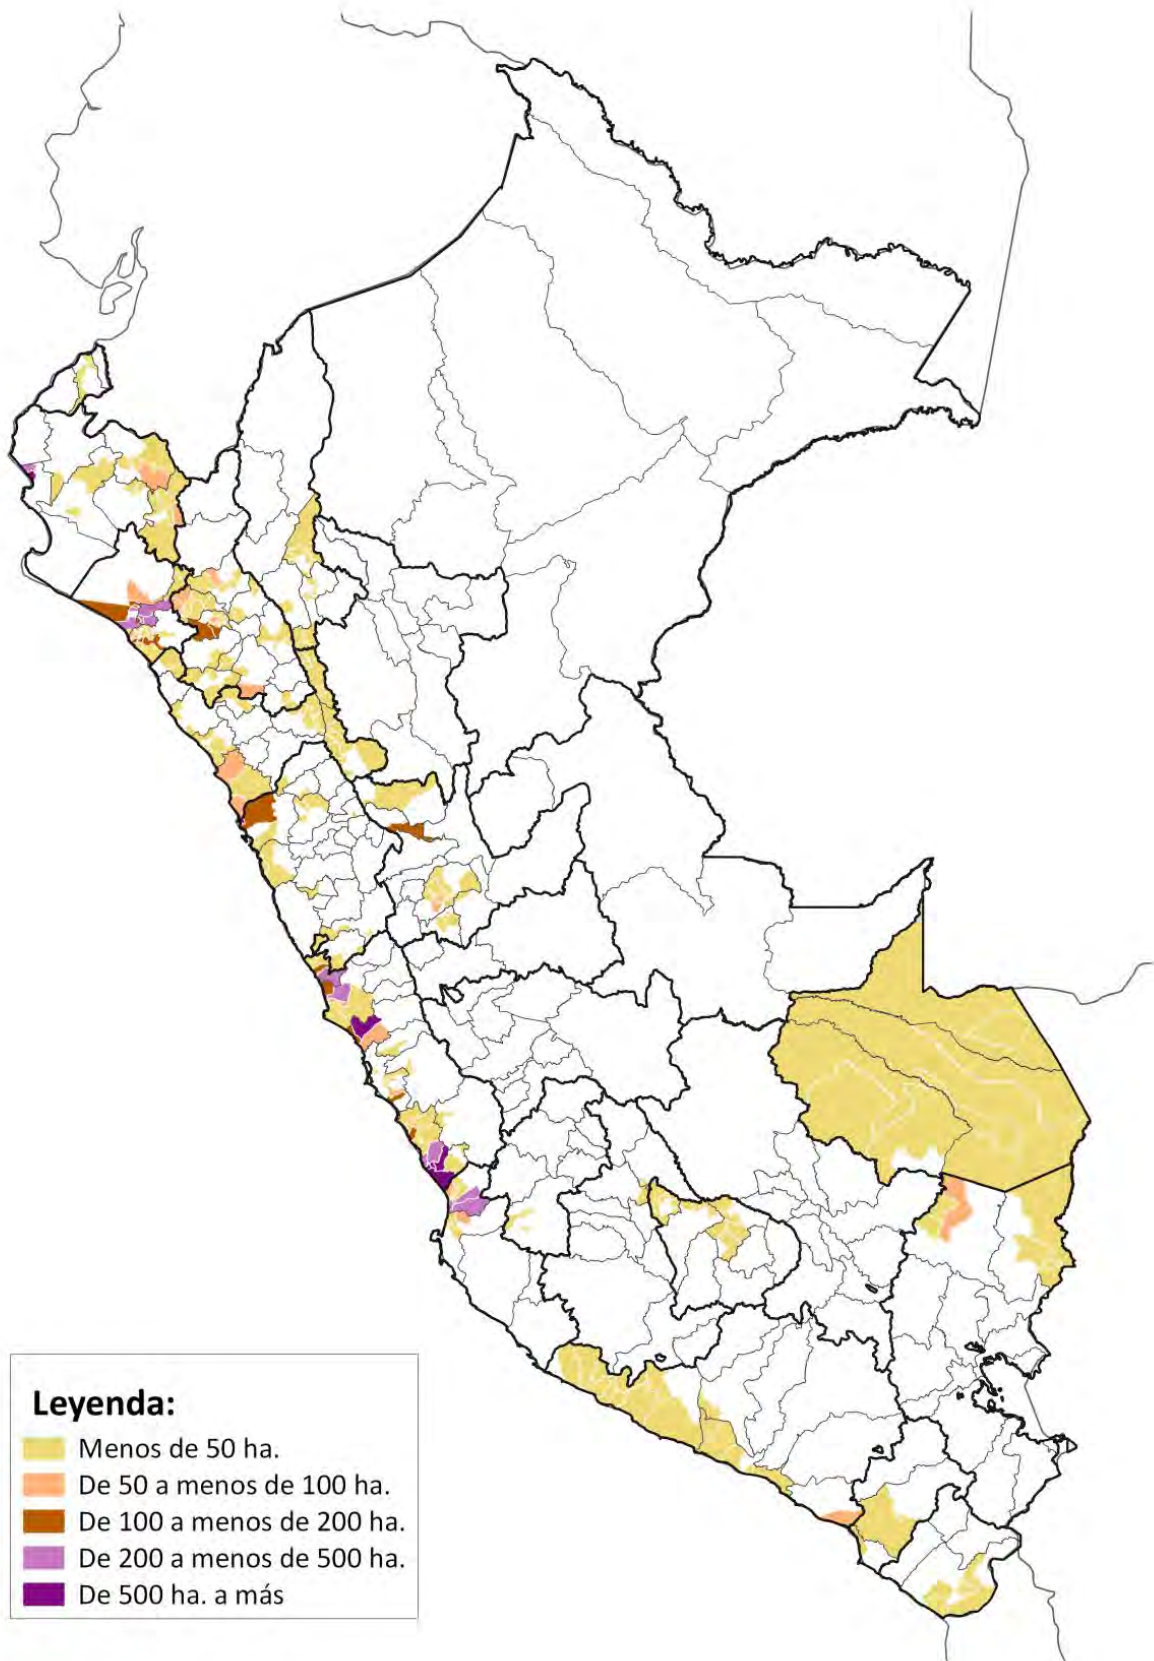 Leyenda:
Menos de 50 ha.
De 50 a menos de 100 ha.
De 100 a menos de 200 ha.
De 200 a menos de 500 ha.
De 500 ha. a más